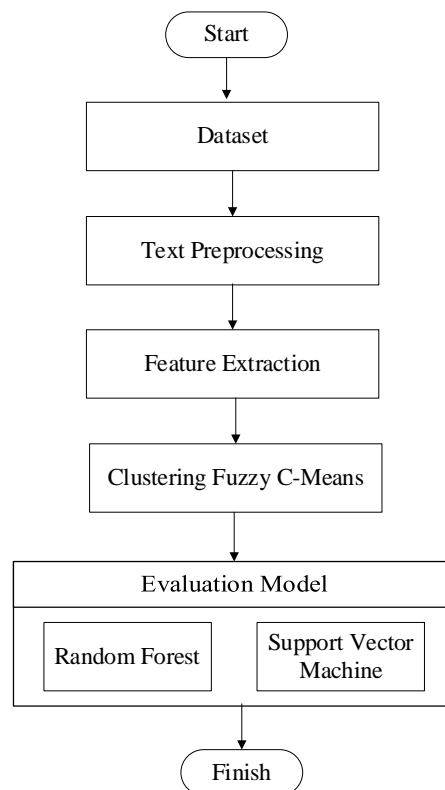 Start
Dataset
Text Preprocessing
Feature Extraction
Clustering Fuzzy C-Means
Evaluation Model
Random Forest
Support Vector
Machine
Finish